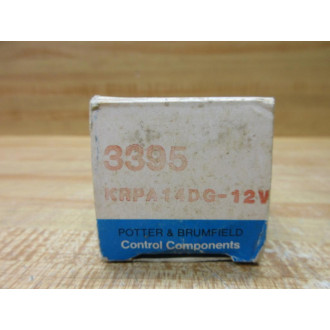 3395
KRPA14DG-12V
POTTER & BRUMFIELD
Control Components